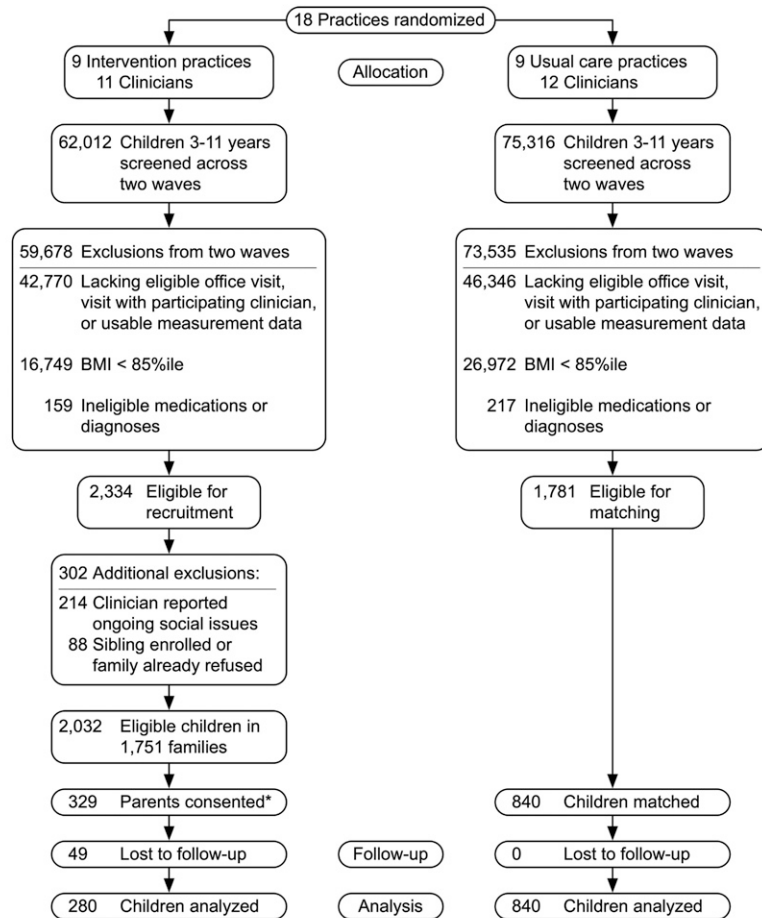 18 Practices randomized
9 Intervention practices
11 Clinicians
Allocation
9 Usual care practices
12 Clinicians
62,012 Children 3-11 years
screened across
two waves
75,316 Children 3-11 years
screened across
two waves
59,678 Exclusions from two waves
42,770 Lacking eligible office visit,
visit with participating clinician,
or usable measurement data
16,749 BMI < 85%ile
159 Ineligible medications or
diagnoses
73,535 Exclusions from two waves
46,346 Lacking eligible office visit,
visit with participating clinician,
or usable measurement data
26,972 BMI < 85%ile
217 Ineligible medications or
diagnoses
2,334 Eligible for
recruitment
1,781 Eligible for
matching
302 Additional exclusions:
214 Clinician reported
ongoing social issues
88 Sibling enrolled or
family already refused
2,032 Eligible children in
1,751 families
329 Parents consented*
840 Children matched
49 Lost to follow-up
Follow-up
0 Lost to follow-up
280 Children analyzed
Analysis
840 Children analyzed